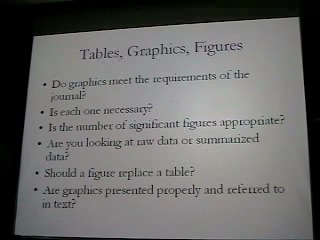 Tables, Graphics, Figures
• Do graphics meet the requirements of the
journal?
• Is each one necessary?
• Is the number of significant figures appropriate?
• Are you looking at raw data or summarized
data?
• Should a figure replace a table?
• Are graphics presented properly and referred to
in text?